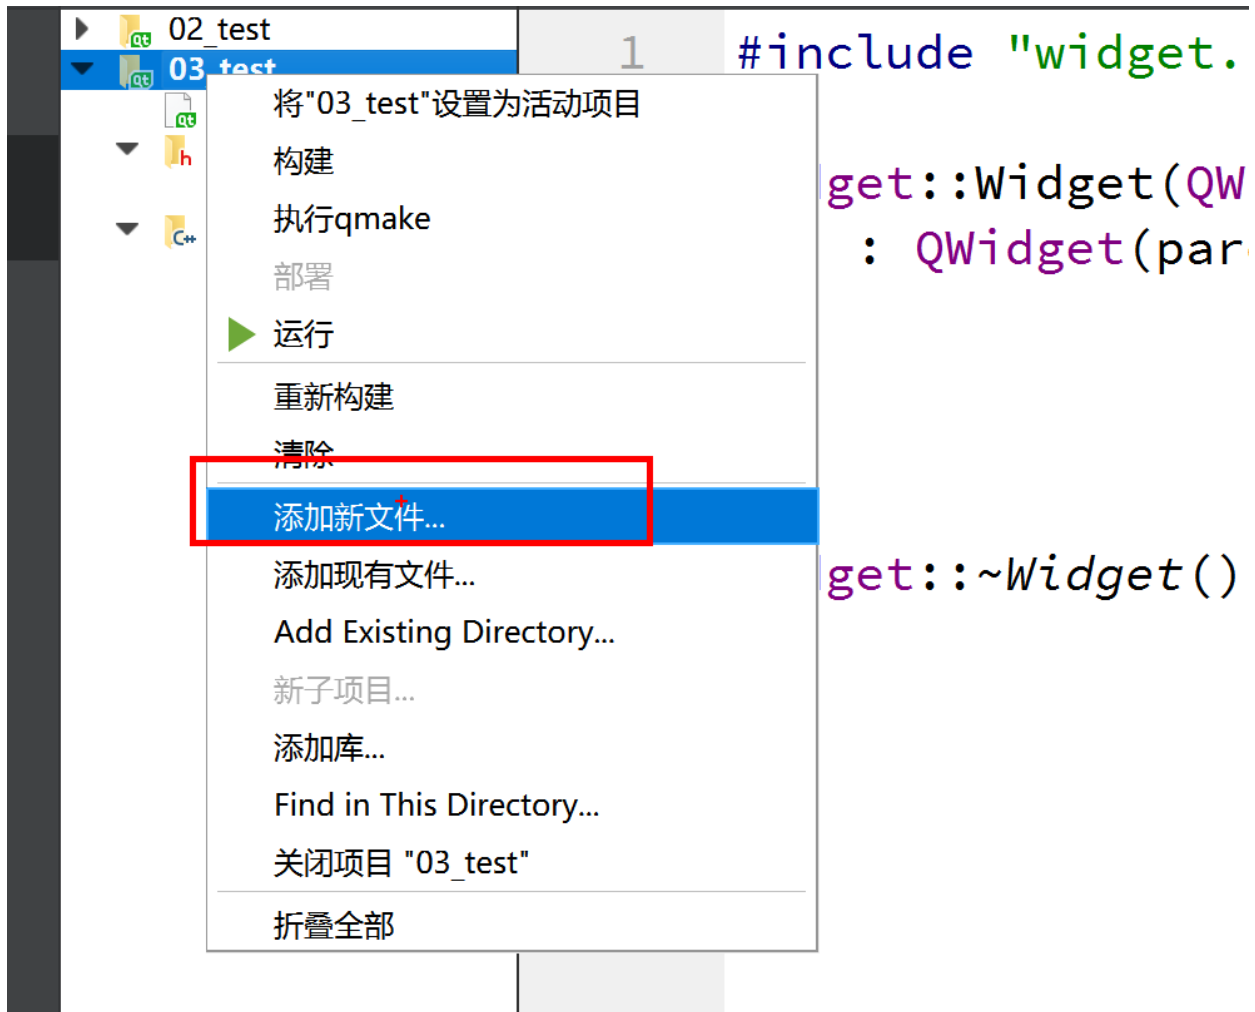 02_test
03_test
将"03_test"设置为活动项目
构建
执行qmake
部署
运行
重新构建
清除
添加新文件...
添加现有文件...
Add Existing Directory...
新子项目...
添加库...
Find in This Directory...
关闭项目 "03_test"
折叠全部
1
#include "widget.
get::Widget(QW
: QWidget(par
get::~Widget()